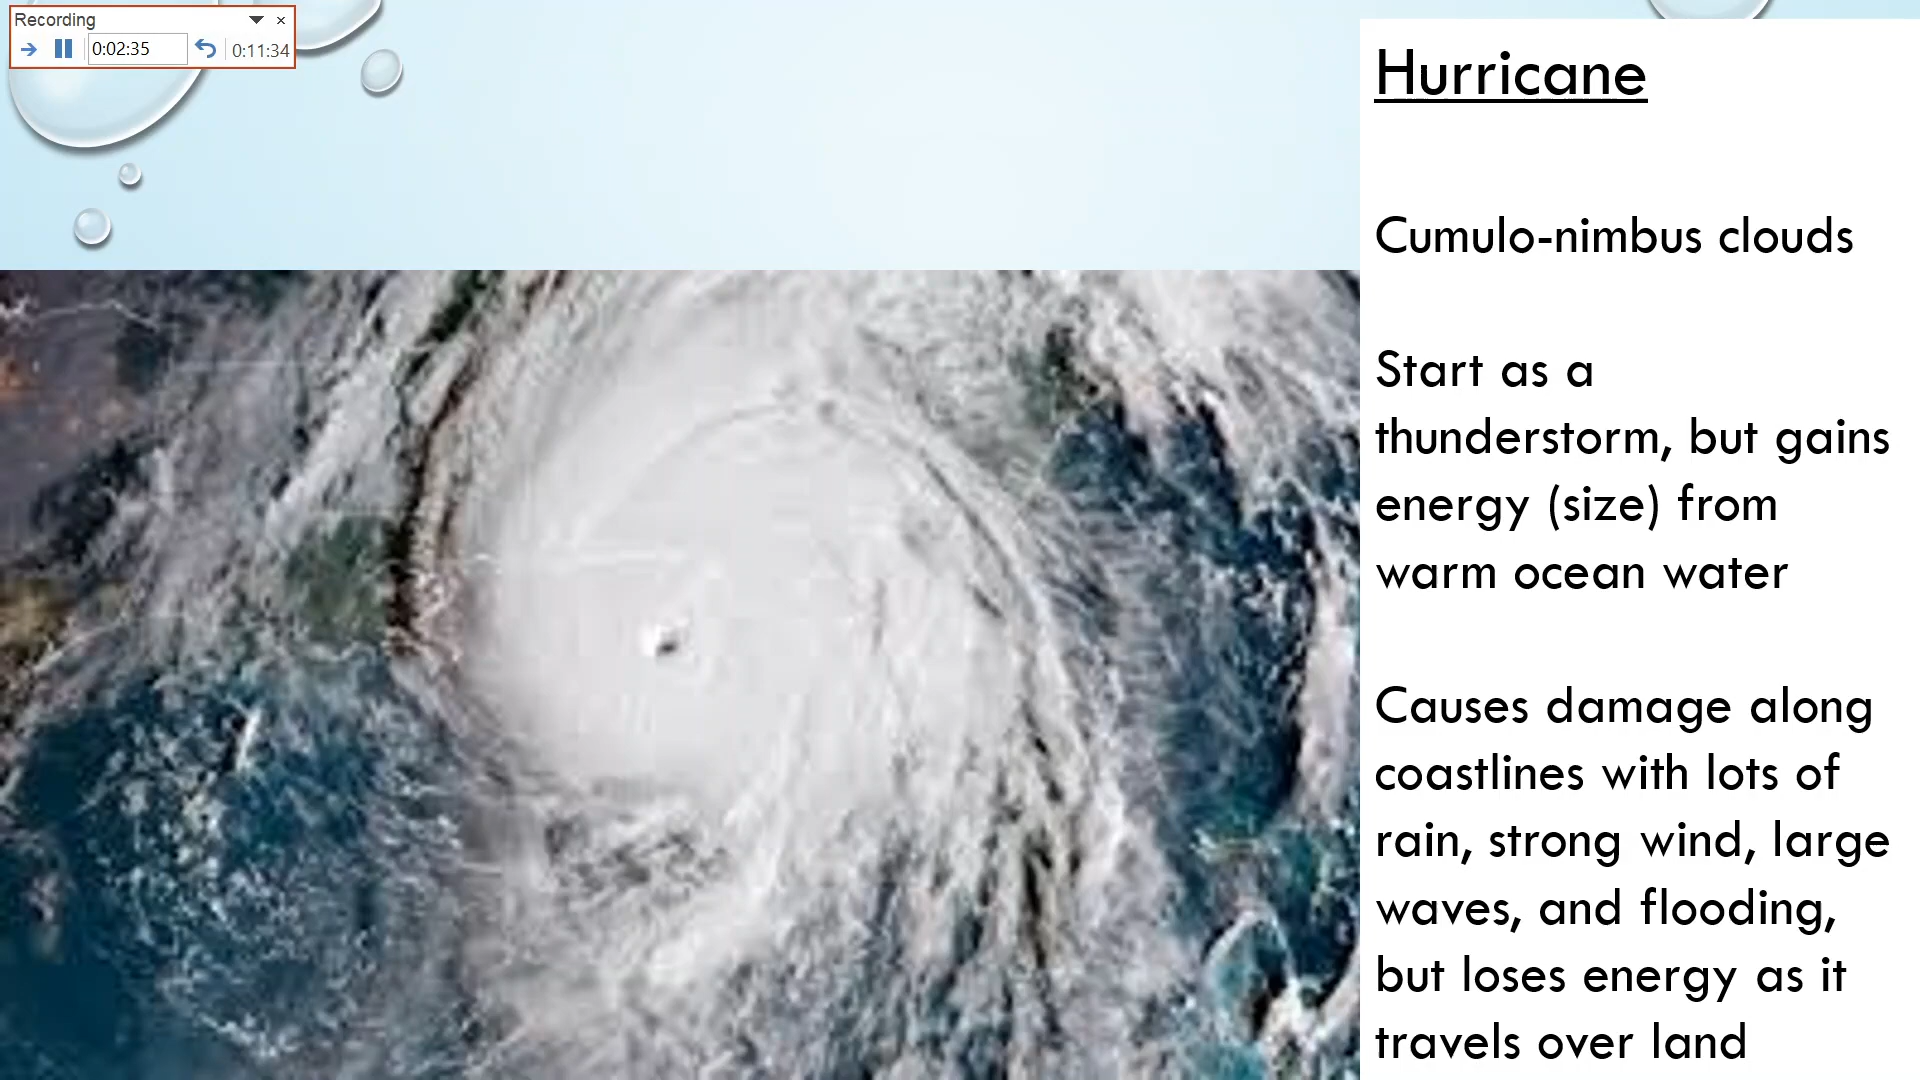 Recording
0:02:35
0:11:34
Hurricane
Cumulo-nimbus clouds
Start as a
thunderstorm, but gains
energy (size) from
warm ocean water
Causes damage along
coastlines with lots of
rain, strong wind, large
waves, and flooding,
but loses energy as it
travels over land